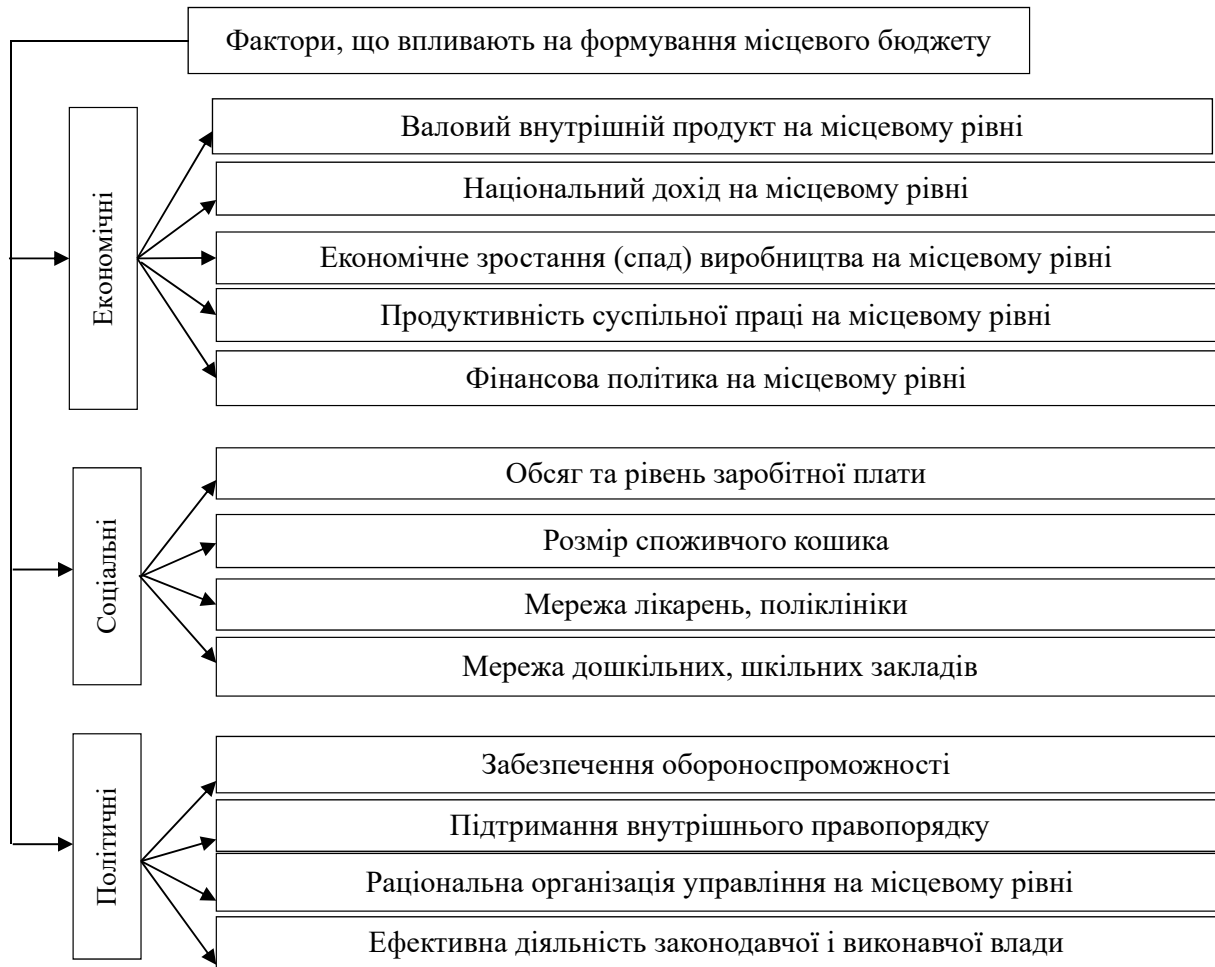 Фактори, що впливають на формування місцевого бюджету
Економічні
Валовий внутрішній продукт на місцевому рівні
Національний дохід на місцевому рівні
Економічне зростання (спад) виробництва на місцевому рівні
Продуктивність суспільної праці на місцевому рівні
Фінансова політика на місцевому рівні
Соціальні
Обсяг та рівень заробітної плати
Розмір споживчого кошика
Мережа лікарень, поліклініки
Мережа дошкільних, шкільних закладів
Політичні
Забезпечення обороноспроможності
Підтримання внутрішнього правопорядку
Раціональна організація управління на місцевому рівні
Ефективна діяльність законодавчої і виконавчої влади